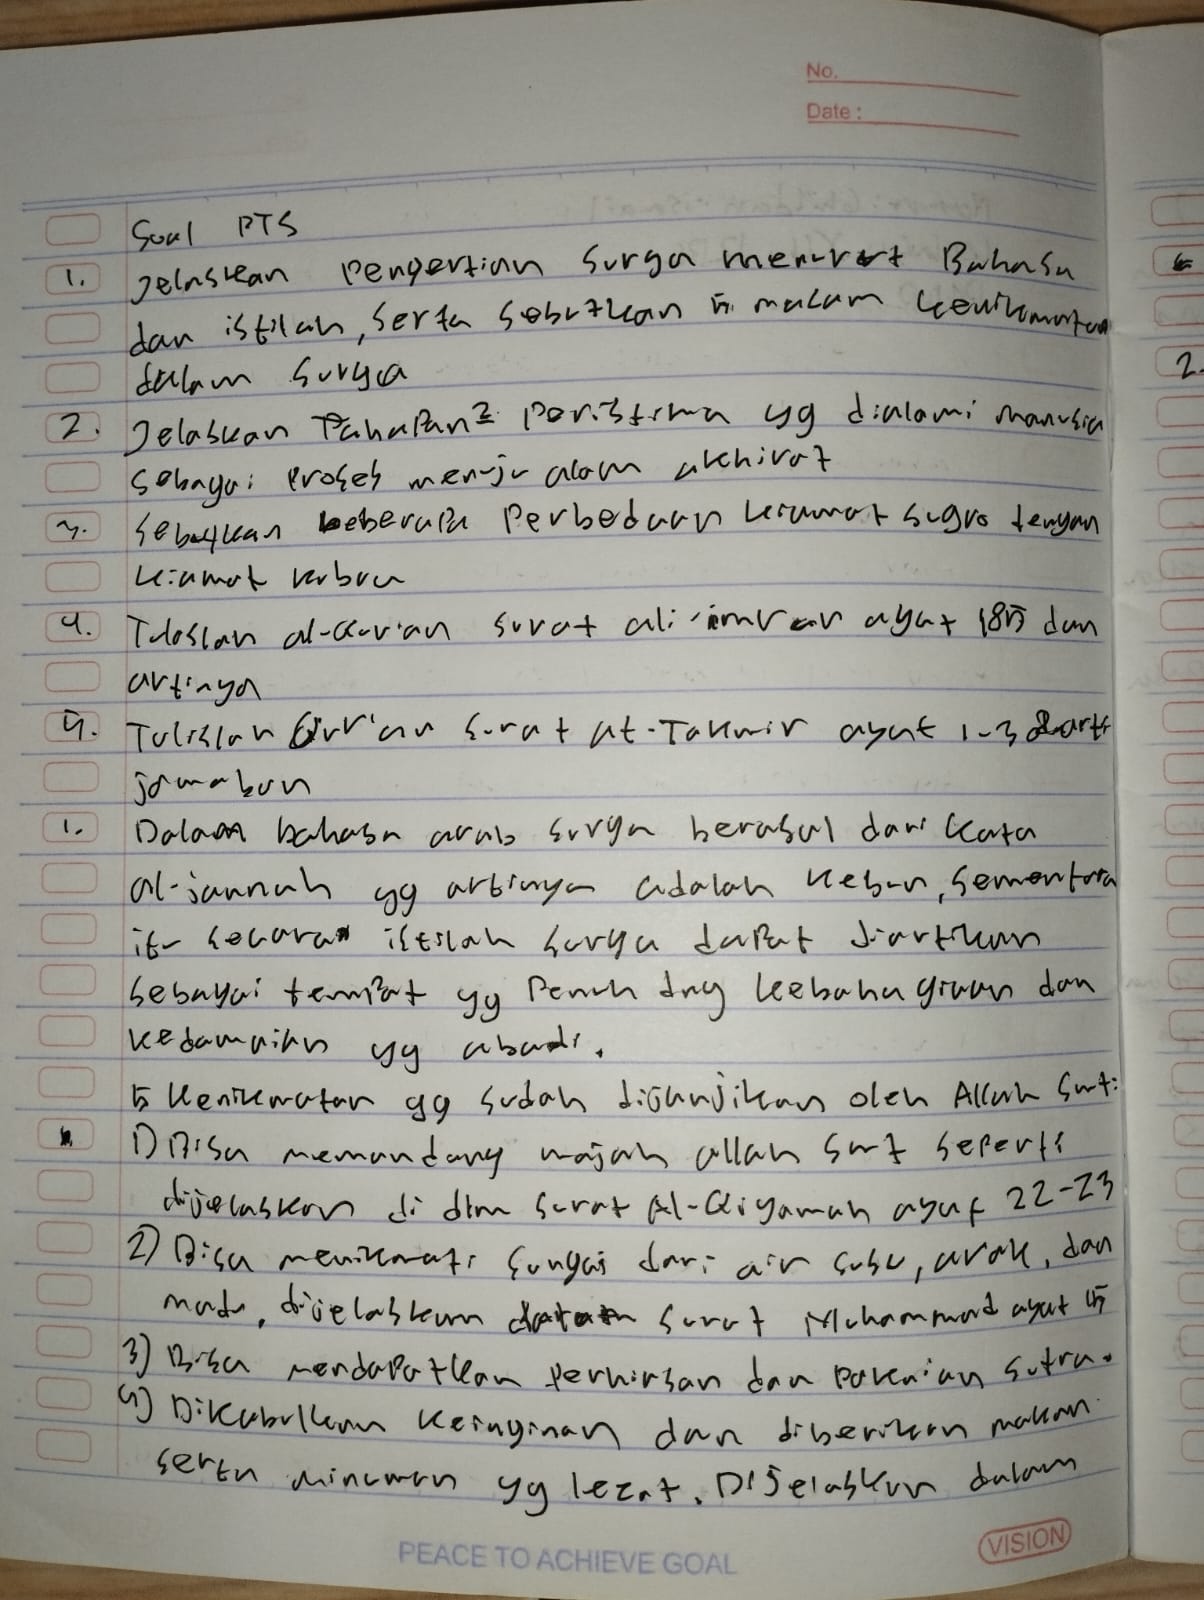 No.
Date :
Soal PTS
1. Jelaskan pengertian surga menurut Bahasa
dan istilah, serta sebutkan 5 macam kenikmatan
dalam surga
2. Jelaskan Tahapan2 peristiwa yg dialami manusia
sebagai proses menuju alam akhirat
3. Sebutkan beberapa Perbedaan kiamat sugro dengan
kiamat kubra
4. Tuliskan al-Qur'an surat ali-imran ayat 185 dan
artinya
5. Tuliskan Qur'an surat at-Takwir ayat 1-3 & arti
jawaban
1. Dalam bahasa arab surga berasal dari kata
al-jannah yg artinya adalah kebun, sementara
itu secara istilah surga dapat diartikan
sebagai tempat yg penuh dng kebahagiaan dan
kedamaian yg abadi.
5 kenikmatan yg sudah dijanjikan oleh Allah Swt:
1) Bisa memandang wajah allah swt seperti
dijelaskan di dlm surat Al-Qiyamah ayat 22-23
2) Bisa menikmati sungai dari air susu, arak, dan
madu, dijelaskan dalam surat Muhammad ayat 15
3) Bisa mendapatkan perhiasan dan pakaian sutra.
4) Dikabulkan keinginan dan diberikan makan
serta minuman yg lezat. Dijelaskan dalam
PEACE TO ACHIEVE GOAL
VISION
2.